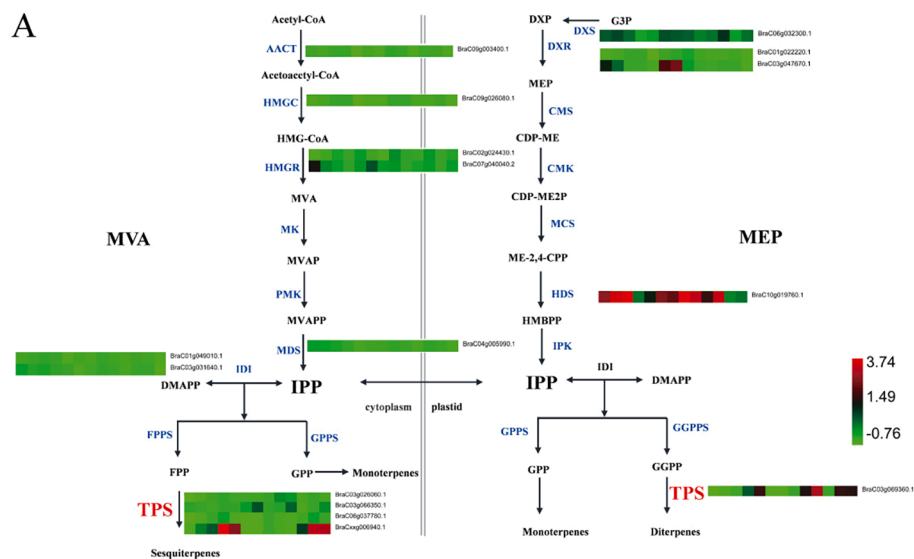 A
Acetyl-CoA
AACT
BraC09g003400.1
Acetoacctyl-CoA
HMGC
BraC09g026080.1
HMG-CoA
HMGR
BraC02g024430.1
BraC07g040040.2
MVA
MK
MVAP
PMK
MVAPP
MDS
BraC04g005990.1
MVA
BraC01g049010.1
BraC03g031640.1
IDI
DMAPP
IPP
FPPS
GPPS
FPP
GPP
Monoterpenes
TPS
BraC03g026060.1
BraC03g066350.1
BraC06g037780.1
BraCxxg006940.1
Sesquiterpenes
cytoplasm
plastid
DXP
G3P
DXS
BraC06g032300.1
DXR
BraC01g022220.1
BraC03g047670.1
MEP
CMS
CDP-ME
CMK
CDP-ME2P
MCS
MEP
ME-2,4-CPP
HDS
BraC10g019760.1
HMBPP
IPK
IPP
IDI
DMAPP
GPPS
GGPPS
GPP
GGPP
TPS
BraC03g069360.1
Monoterpenes
Diterpenes
3.74
1.49
-0.76